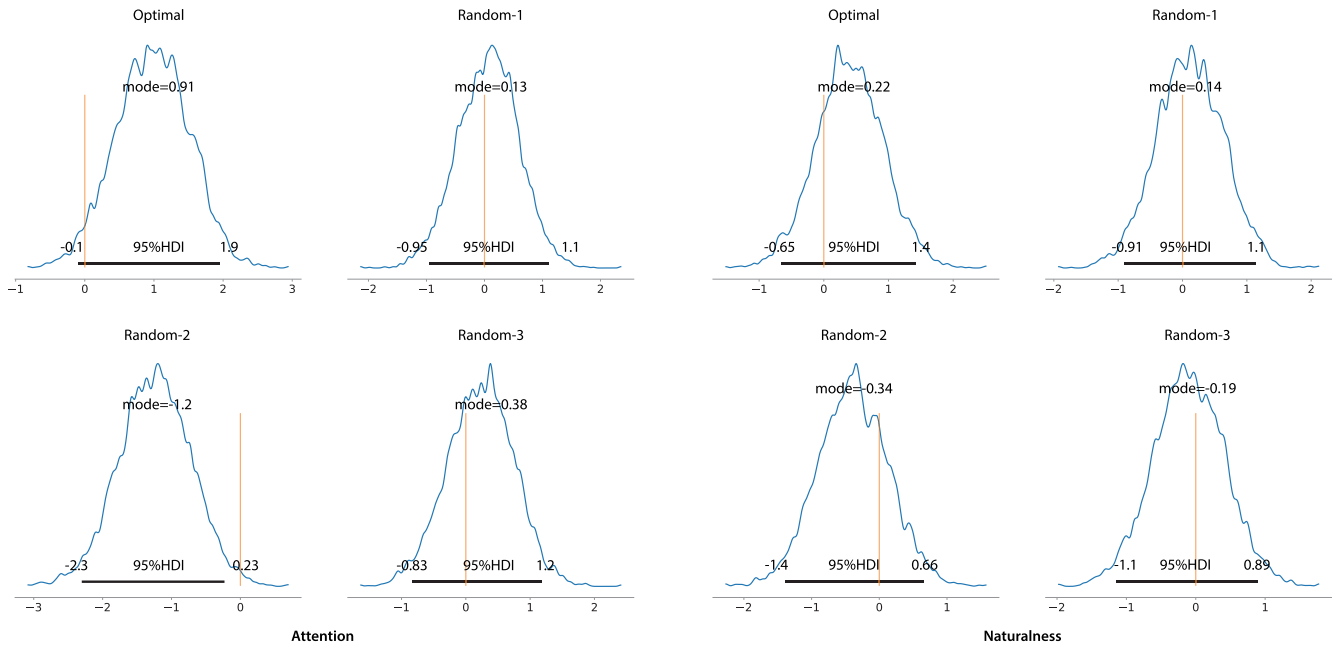 Optimal
Random-1
Optimal
Random-1
mode=0.91
mode=0.13
mode=0.22
mode=0.14
-0.1 95%HDI 1.9
-0.95 95%HDI 1.1
-0.65 95%HDI 1.4
-0.91 95%HDI 1.1
−1 0 1 2 3
−2 −1 0 1 2
−1 0 1 2
−2 −1 0 1 2
Random-2
Random-3
Random-2
Random-3
mode=-1.2
mode=0.38
mode=-0.34
mode=-0.19
-2.3 95%HDI -0.23
-0.83 95%HDI 1.2
-1.4 95%HDI 0.66
-1.1 95%HDI 0.89
−3 −2 −1 0
−1 0 1 2
−2 −1 0 1
−2 −1 0 1
Attention
Naturalness